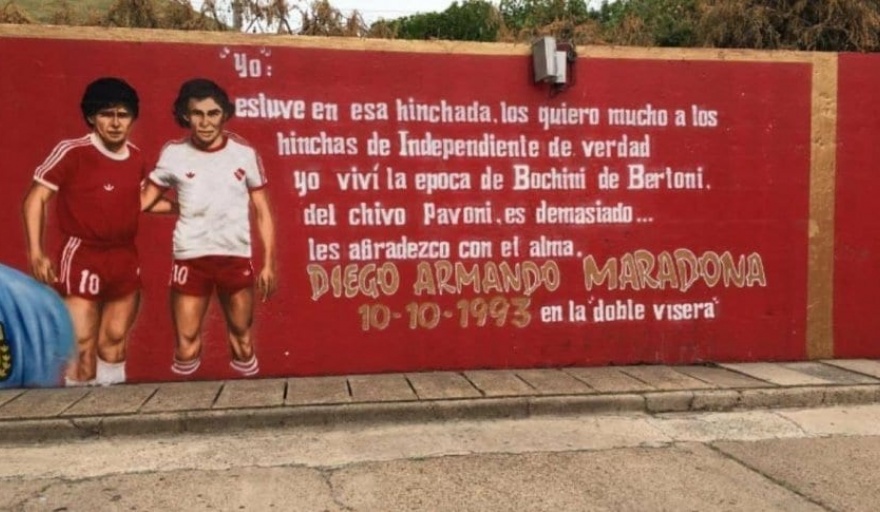 "Yo":
estuve en esa hinchada, los quiero mucho a los
hinchas de Independiente de verdad
yo viví la epoca de Bochini de Bertoni.
del chivo Pavoni, es demasiado...
les agradezco con el alma.
DIEGO ARMANDO MARADONA
10-10-1993 en la "doble visera"
10
10